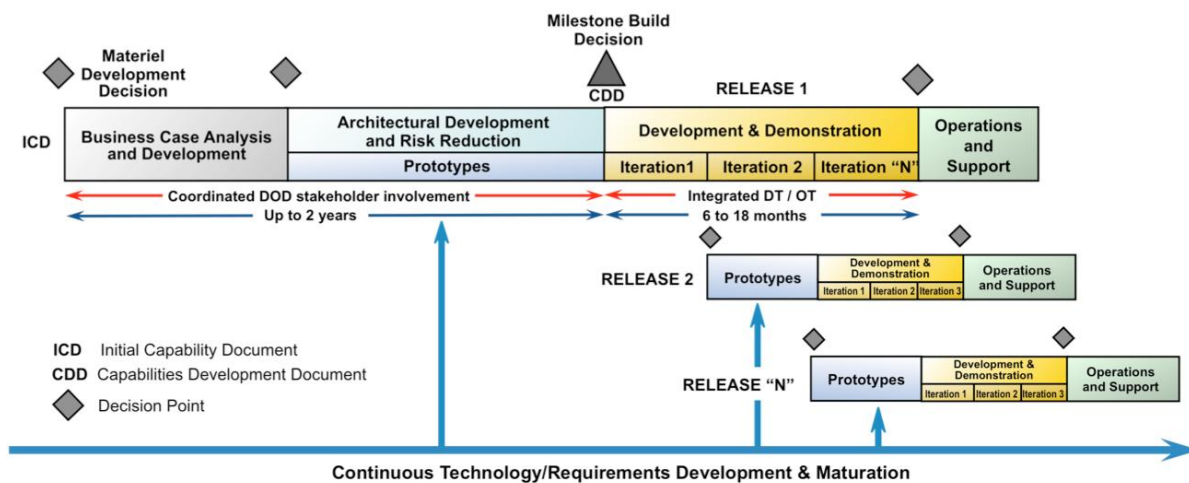 Milestone Build
Decision
Materiel
Development
Decision
CDD
RELEASE 1
ICD
Business Case Analysis
and Development
Architectural Development
and Risk Reduction
Prototypes
Development & Demonstration
Iteration1
Iteration 2
Iteration “N”
Operations
and
Support
Coordinated DOD stakeholder involvement
Integrated DT / OT
Up to 2 years
6 to 18 months
RELEASE 2
Prototypes
Development &
Demonstration
Iteration 1
Iteration 2
Iteration 3
Operations
and Support
ICD Initial Capability Document
CDD Capabilities Development Document
Decision Point
RELEASE “N”
Prototypes
Development &
Demonstration
Iteration 1
Iteration 2
Iteration 3
Operations
and Support
Continuous Technology/Requirements Development & Maturation